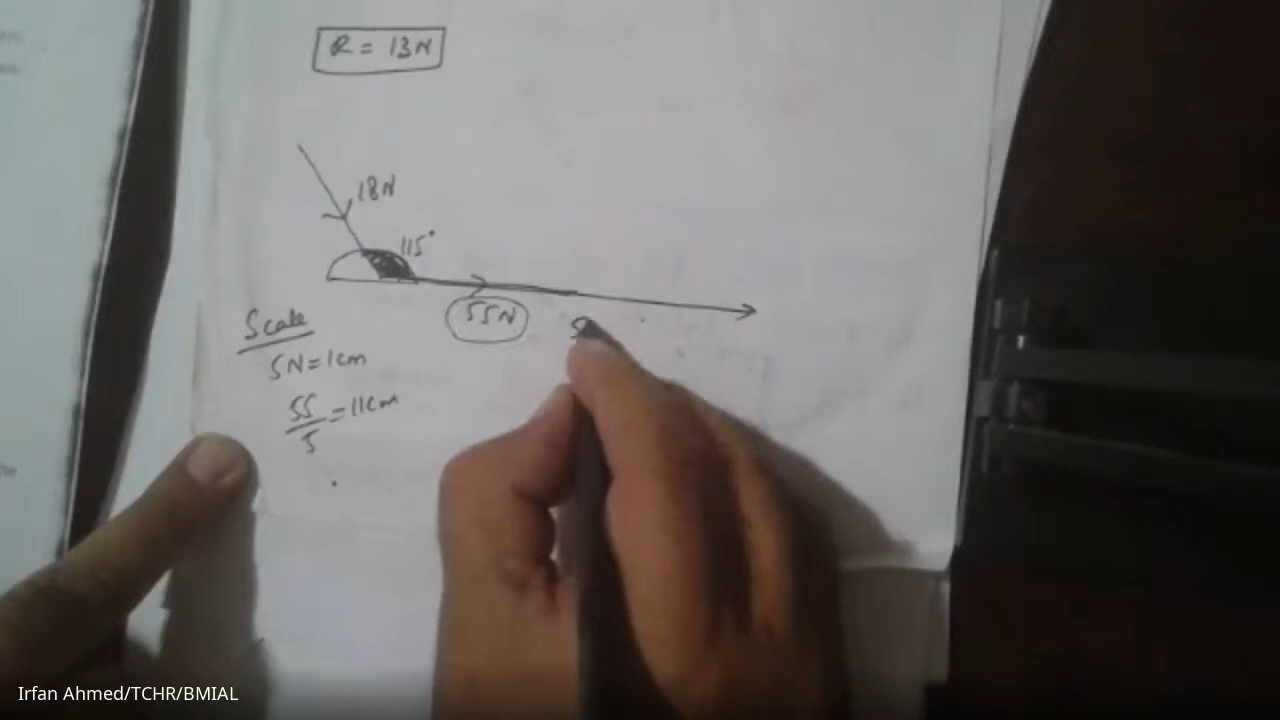 R = 13N
18N
115°
55N
Scale
5N=1cm
55/5 = 11cm
Irfan Ahmed/TCHR/BMIAL